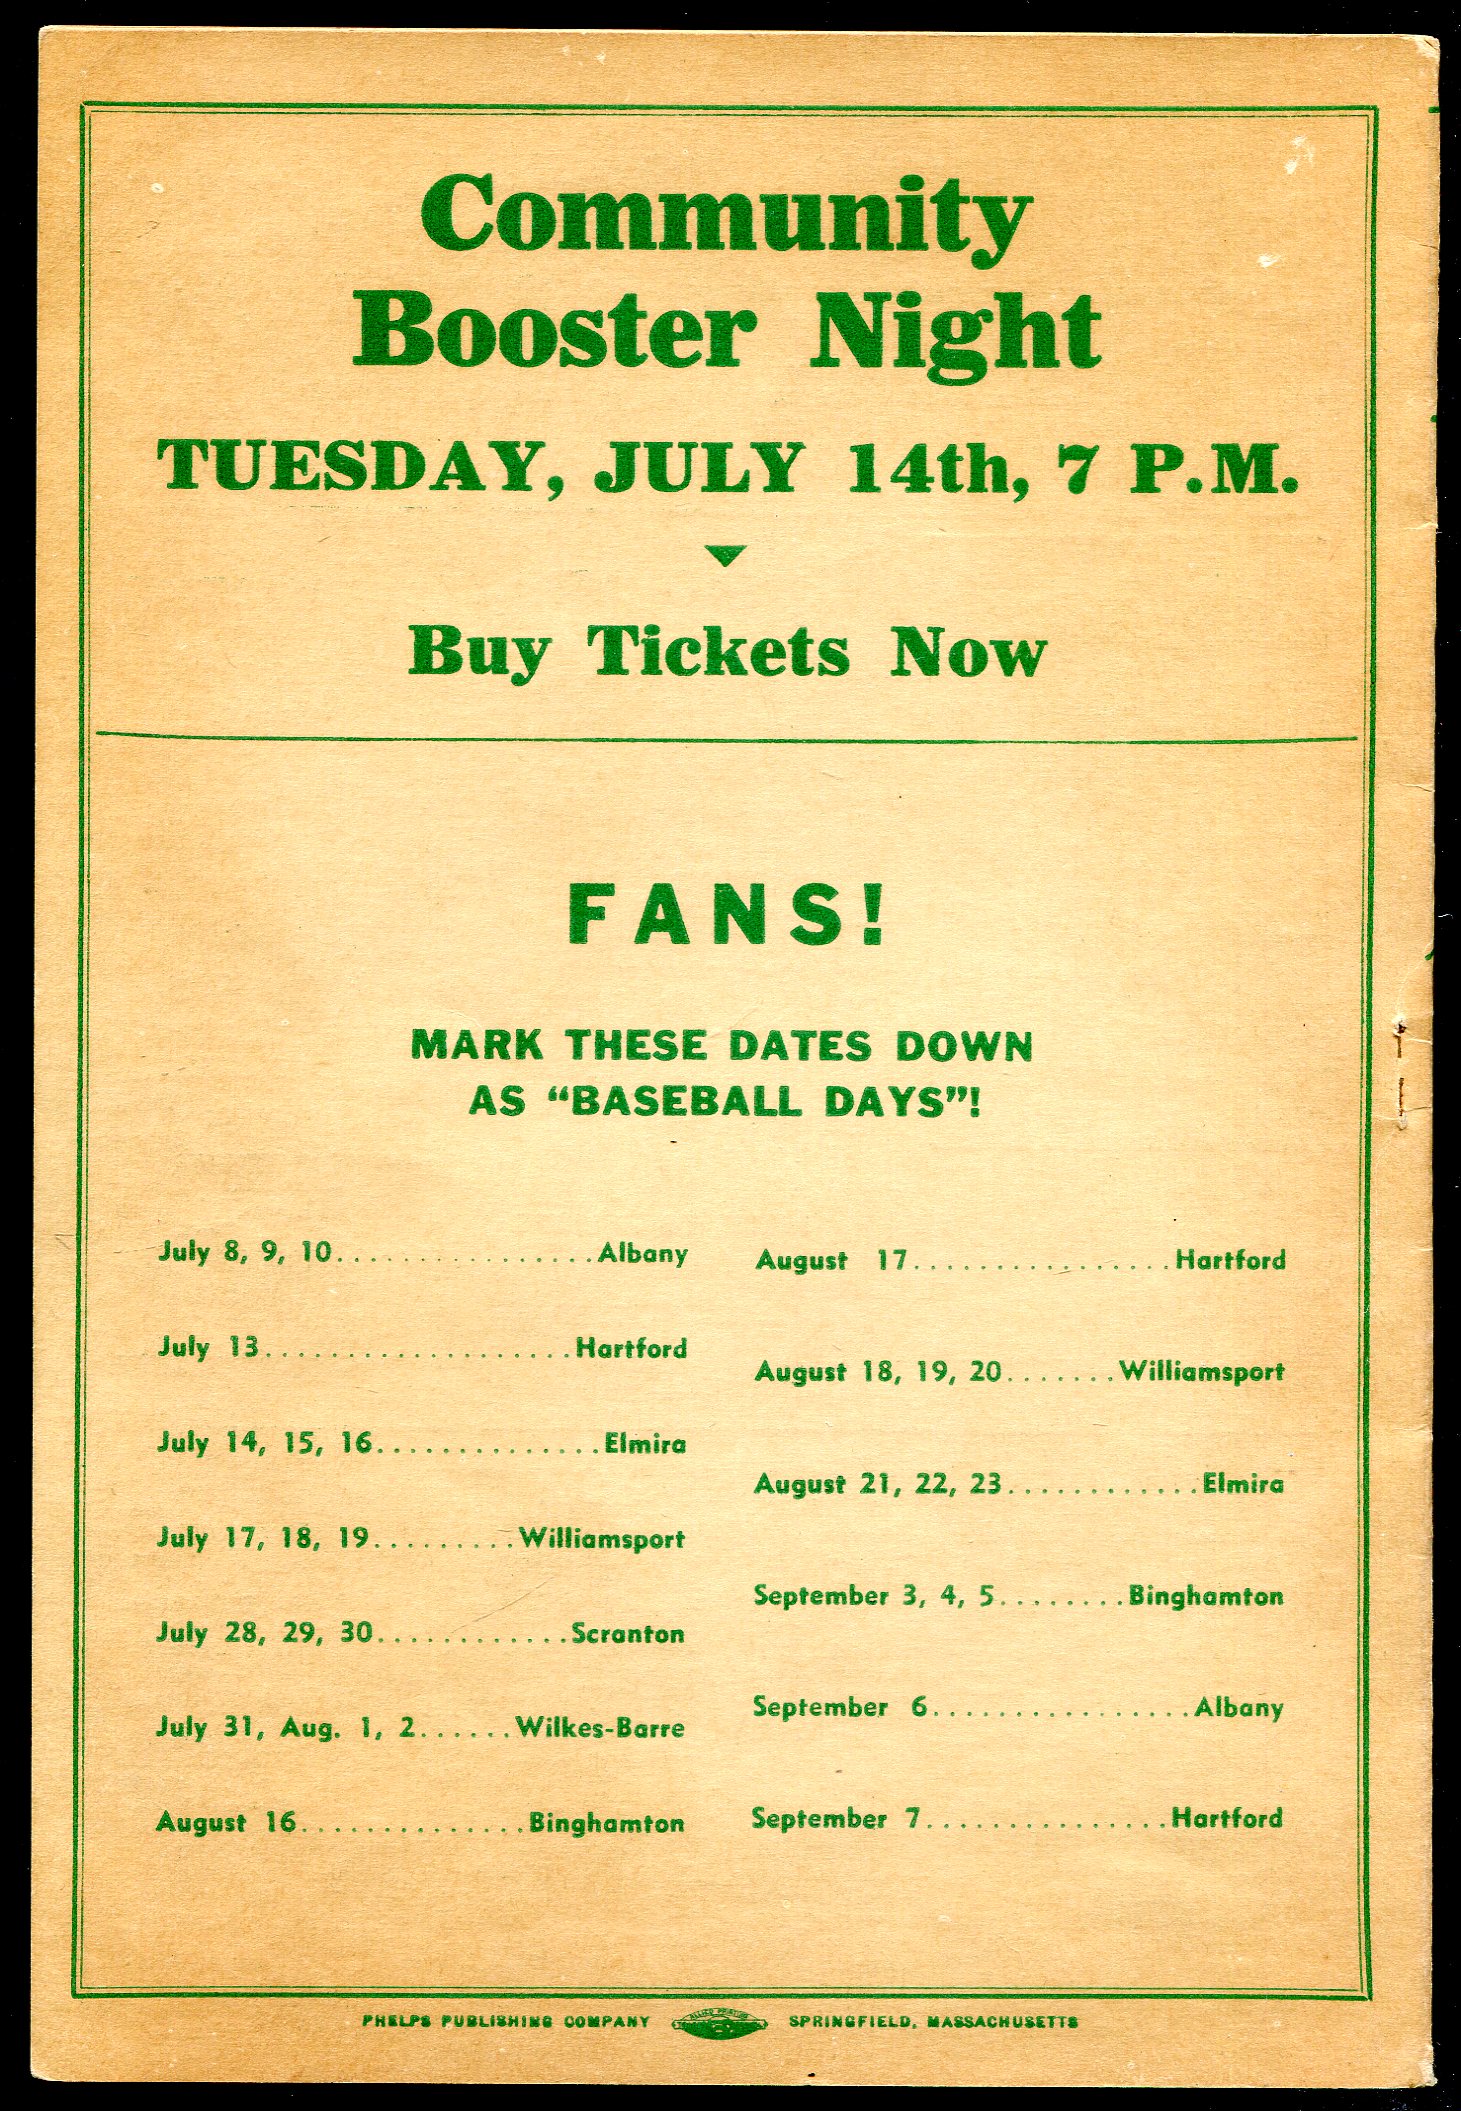 Community
Booster Night
TUESDAY, JULY 14th, 7 P.M.
Buy Tickets Now
FANS!
MARK THESE DATES DOWN
AS “BASEBALL DAYS”!
July 8, 9, 10................Albany
July 13...................Hartford
July 14, 15, 16..............Elmira
July 17, 18, 19.........Williamsport
July 28, 29, 30............Scranton
July 31, Aug. 1, 2......Wilkes-Barre
August 16..............Binghamton
August 17................Hartford
August 18, 19, 20.......Williamsport
August 21, 22, 23............Elmira
September 3, 4, 5........Binghamton
September 6................Albany
September 7...............Hartford
PHELPS PUBLISHING COMPANY ALLIED PRINTING SPRINGFIELD, MASSACHUSETTS